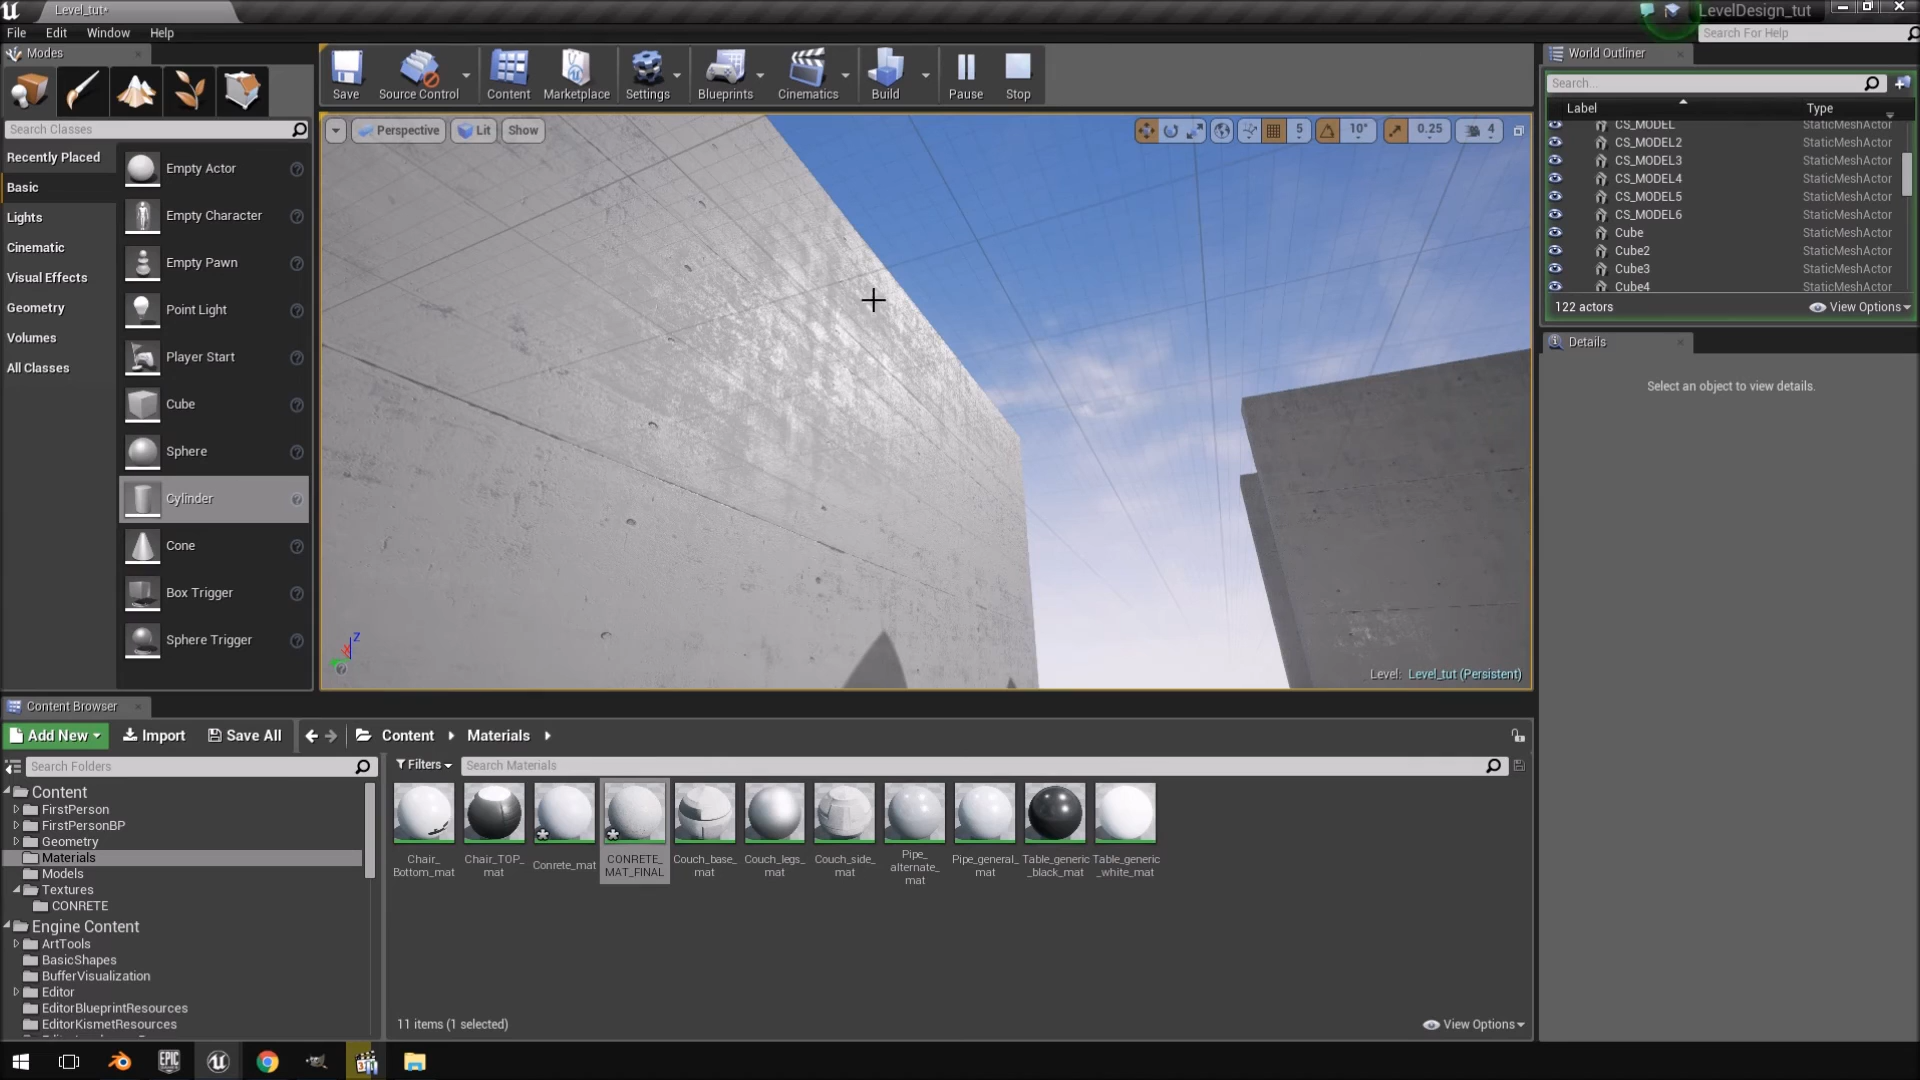 Level_tut*
LevelDesign_tut
File Edit Window Help
Search For Help
Modes
Search Classes
Recently Placed
Basic
Lights
Cinematic
Visual Effects
Geometry
Volumes
All Classes
Empty Actor
Empty Character
Empty Pawn
Point Light
Player Start
Cube
Sphere
Cylinder
Cone
Box Trigger
Sphere Trigger
Save Source Control Content Marketplace Settings Blueprints Cinematics Build Pause Stop
Perspective Lit Show
5 10° 0.25 4
Level: Level_tut (Persistent)
World Outliner
Search...
Label Type
CS_MODEL StaticMeshActor
CS_MODEL2 StaticMeshActor
CS_MODEL3 StaticMeshActor
CS_MODEL4 StaticMeshActor
CS_MODEL5 StaticMeshActor
CS_MODEL6 StaticMeshActor
Cube StaticMeshActor
Cube2 StaticMeshActor
Cube3 StaticMeshActor
Cube4 StaticMeshActor
122 actors View Options
Details
Select an object to view details.
Content Browser
Add New Import Save All Content Materials
Search Folders
Filters Search Materials
Content
FirstPerson
FirstPersonBP
Geometry
Materials
Models
Textures
CONRETE
Engine Content
ArtTools
BasicShapes
BufferVisualization
Editor
EditorBlueprintResources
EditorKismetResources
Chair_
Bottom_mat
Chair_TOP_
mat
Conrete_mat
CONRETE_
MAT_FINAL
Couch_base_
mat
Couch_legs_
mat
Couch_side_
mat
Pipe_
alternate_
mat
Pipe_general_
mat
Table_generic
_black_mat
Table_generic
_white_mat
11 items (1 selected) View Options
EPIC